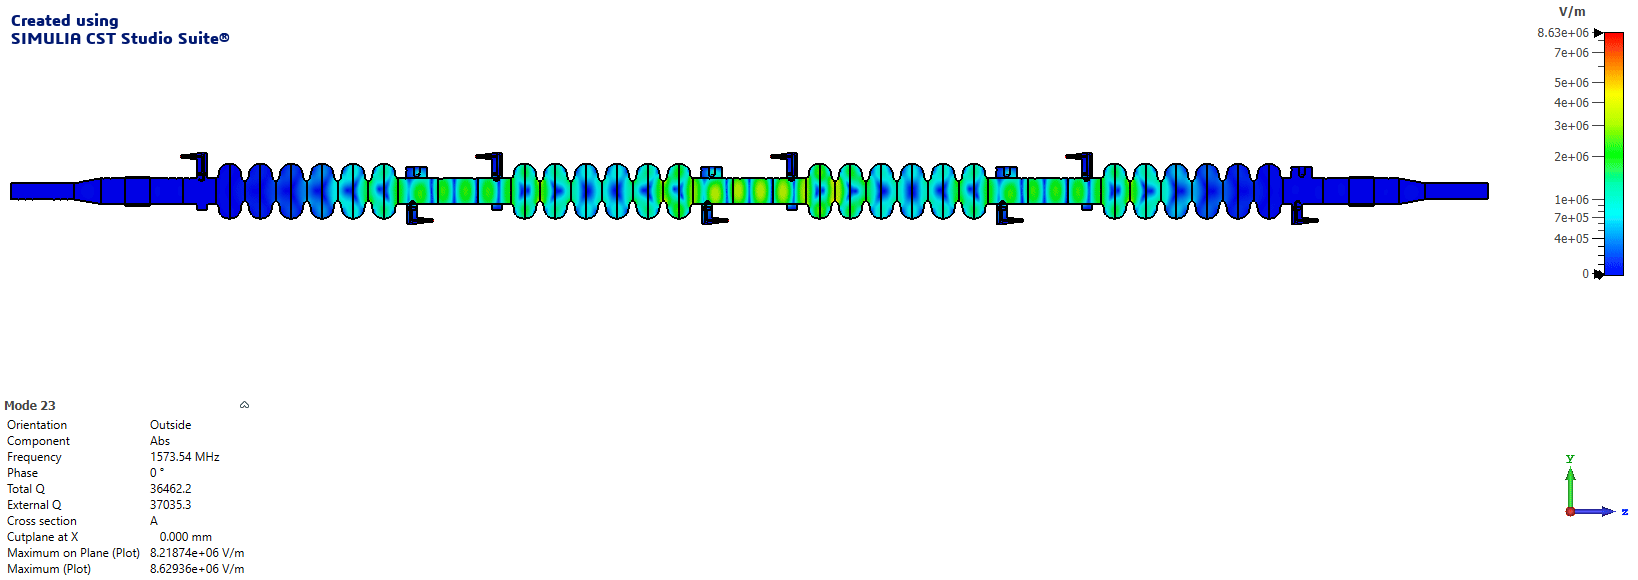 Created using
SIMULIA CST Studio Suite®
V/m
8.63e+06
7e+06
5e+06
4e+06
3e+06
2e+06
1e+06
7e+05
4e+05
0
Mode 23
Orientation Outside
Component Abs
Frequency 1573.54 MHz
Phase 0 °
Total Q 36462.2
External Q 37035.3
Cross section A
Cutplane at X 0.000 mm
Maximum on Plane (Plot) 8.21874e+06 V/m
Maximum (Plot) 8.62936e+06 V/m
y
z